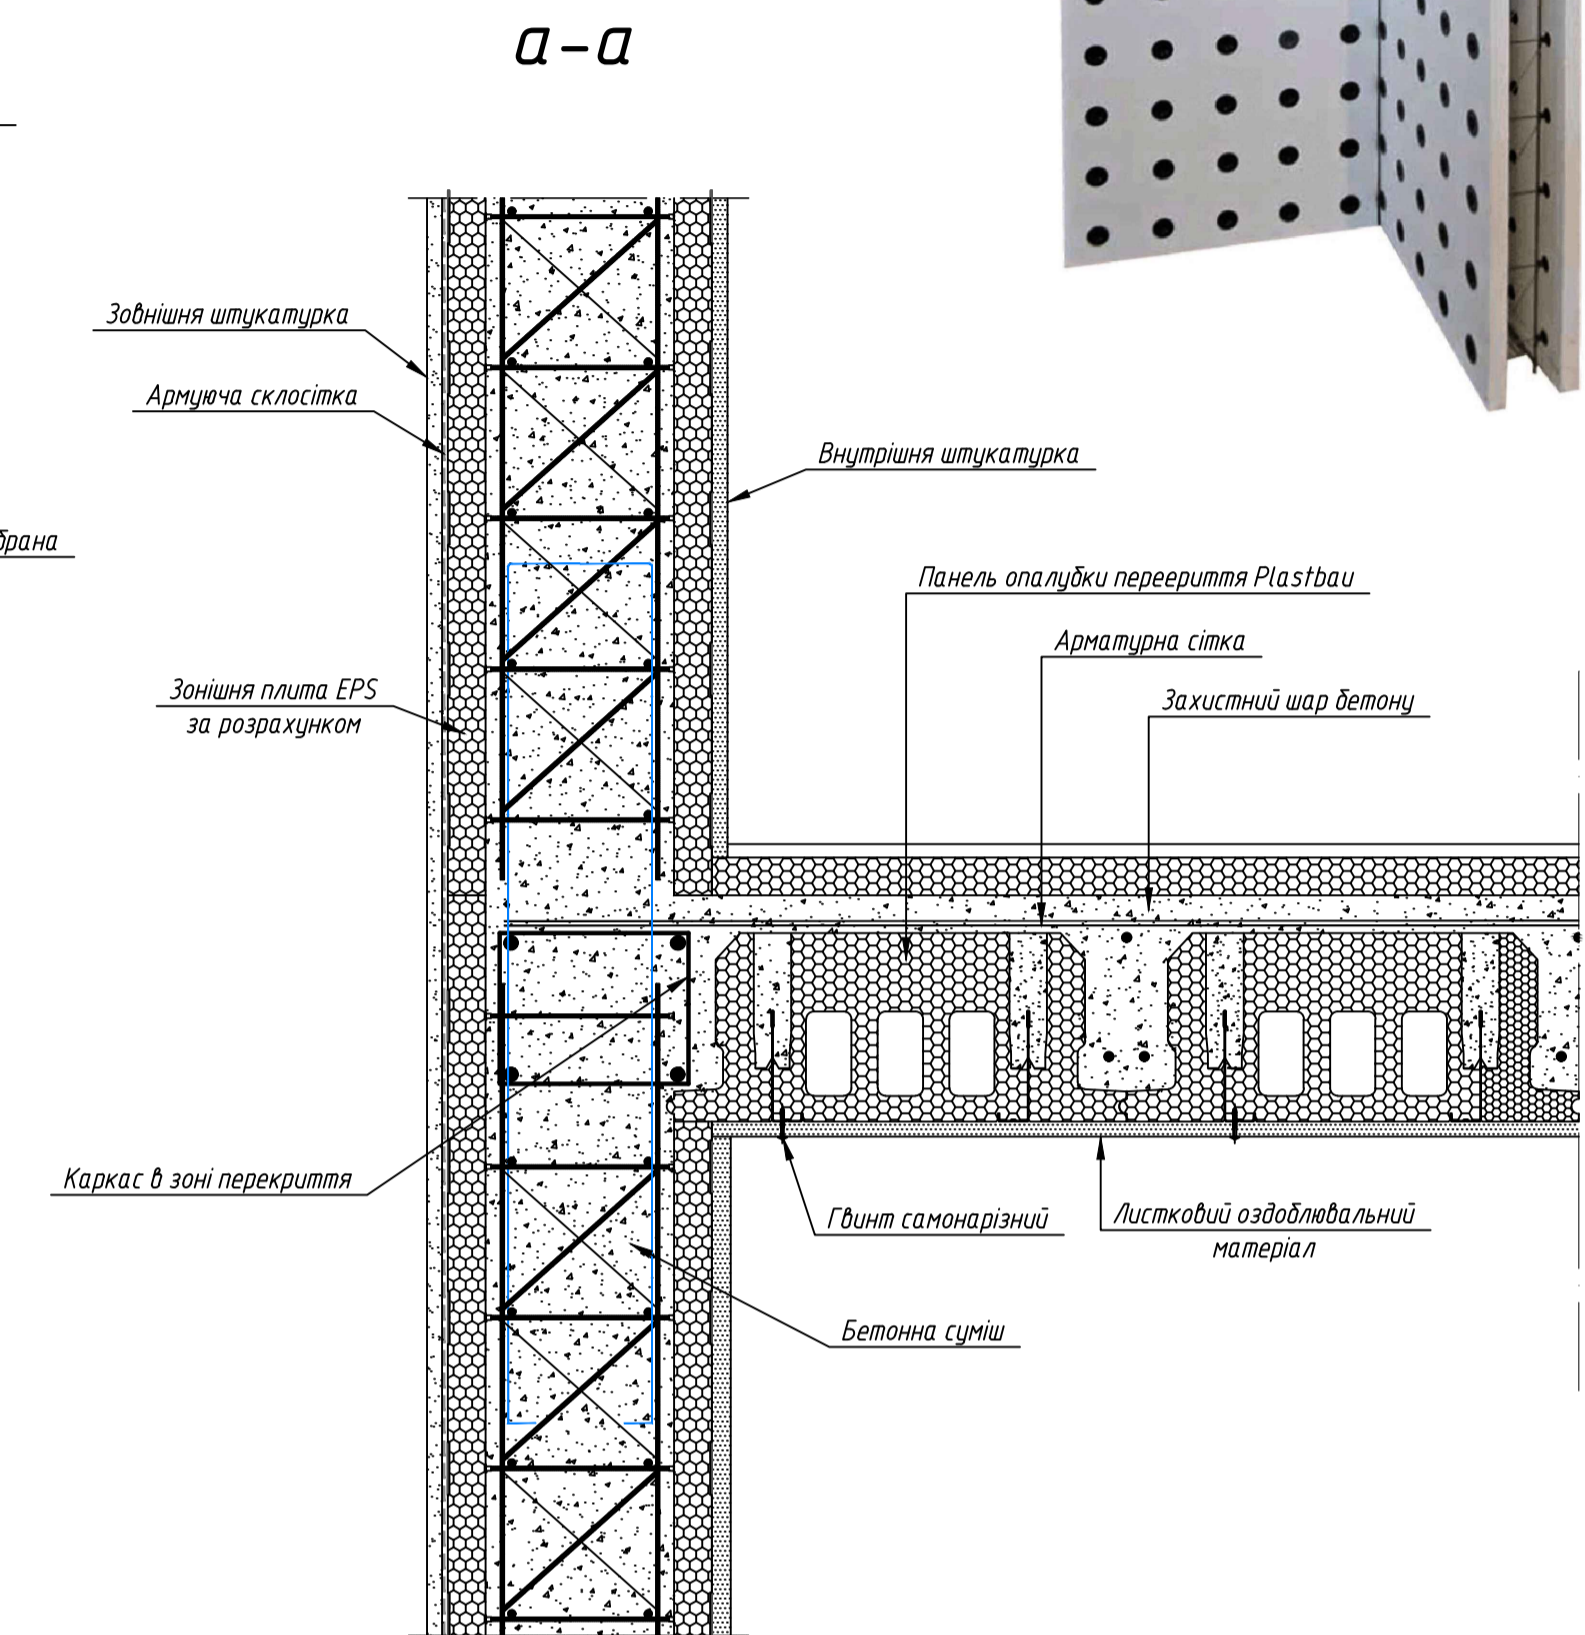 а-а
Зовнішня штукатурка
Армуюча склосітка
Внутрішня штукатурка
брана
Панель опалубки переериття Plastbau
Арматурна сітка
Зонішня плита EPS
за розрахунком
Захистний шар бетону
Каркас в зоні перекриття
Гвинт самонарізний
Листковий оздоблювальний
матеріал
Бетонна суміш